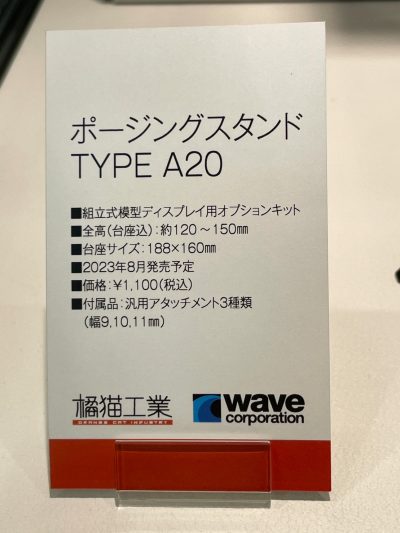 ポージングスタンド
TYPE A20
■組立式模型ディスプレイ用オプションキット
■全高(台座込):約120～150㎜
■台座サイズ:188×160㎜
■2023年8月発売予定
■価格:¥1,100(税込)
■付属品:汎用アタッチメント3種類
(幅9,10,11㎜)
橘猫工業
ORANGE CAT INDUSTRY
wave
corporation